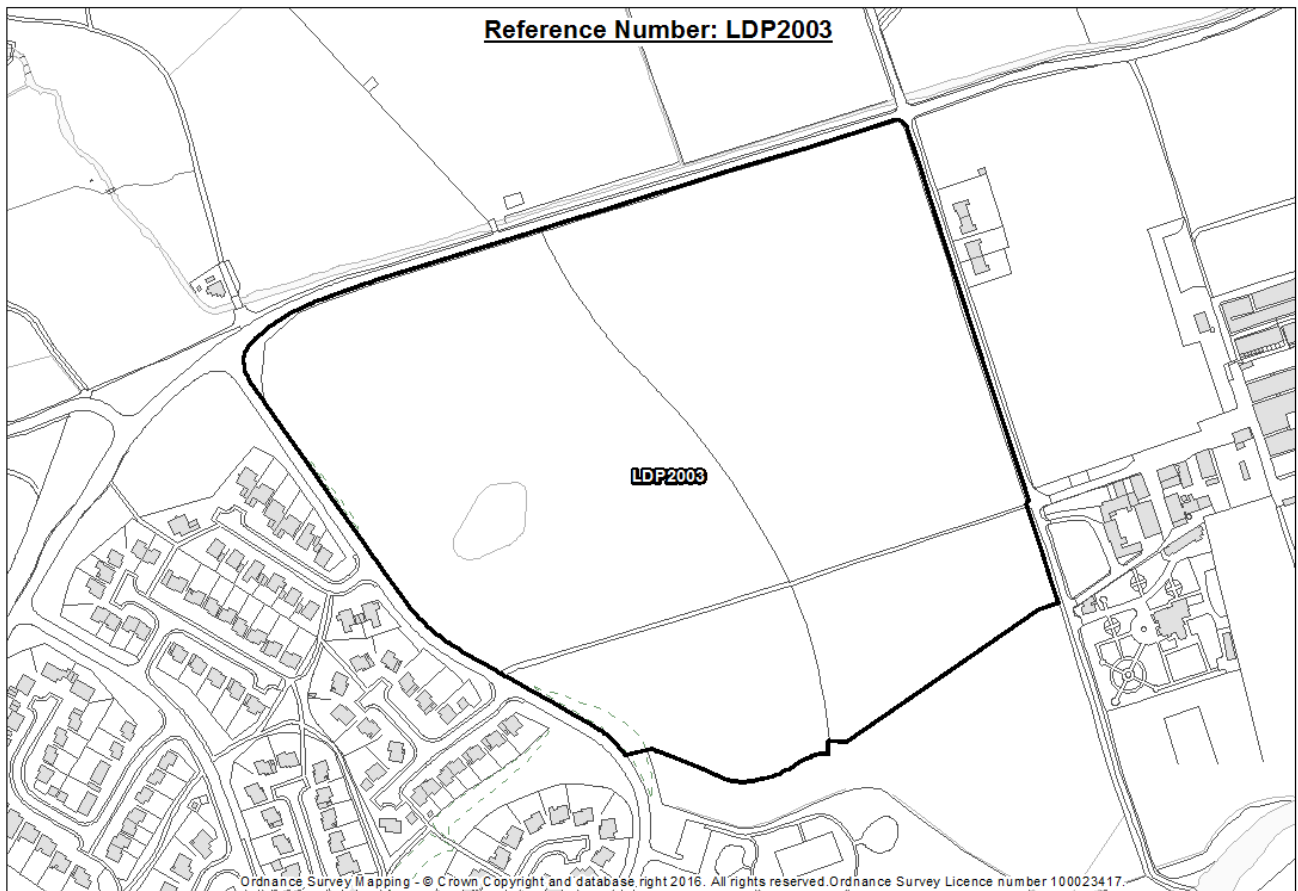 Reference Number: LDP2003
LDP2003
Ordnance Survey Mapping - © Crown Copyright and database right 2016. All rights reserved.Ordnance Survey Licence number 100023417.